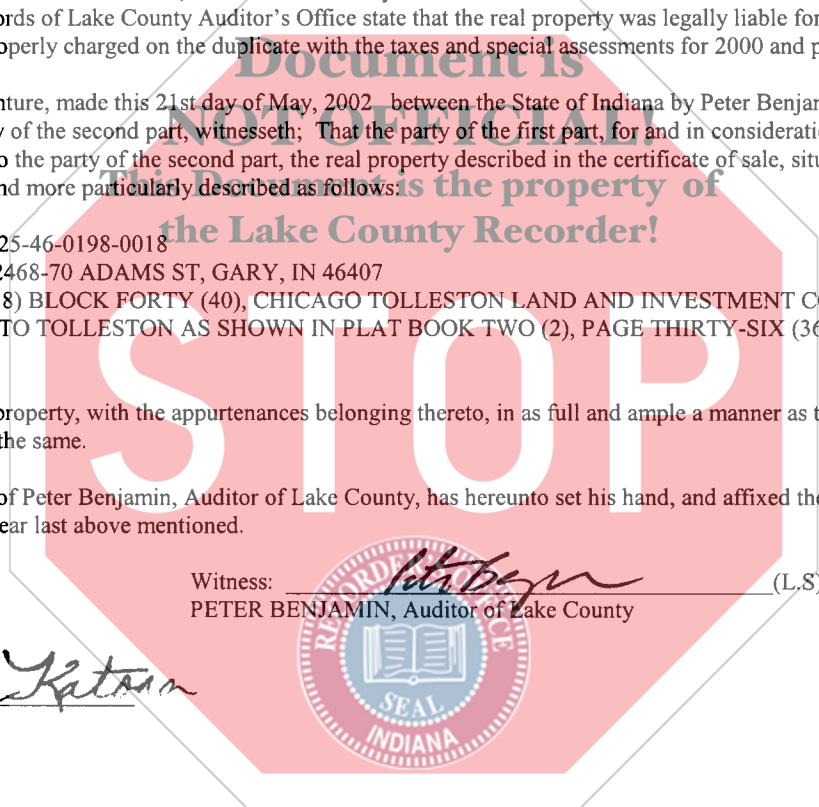 ords of Lake County Auditor's Office state that the real property was legally liable for
operly charged on the duplicate with the taxes and special assessments for 2000 and p
Document is
nture, made this 21st day of May, 2002 between the State of Indiana by Peter Benjar
NOT OFFICIAL!
y of the second part, witnesseth; That the party of the first part, for and in considerati
o the party of the second part, the real property described in the certificate of sale, situ
This Document is the property of
nd more particularly described as follows:
the Lake County Recorder!
25-46-0198-0018
2468-70 ADAMS ST, GARY, IN 46407
8) BLOCK FORTY (40), CHICAGO TOLLESTON LAND AND INVESTMENT CO
TO TOLLESTON AS SHOWN IN PLAT BOOK TWO (2), PAGE THIRTY-SIX (36
STOP
property, with the appurtenances belonging thereto, in as full and ample a manner as t
the same.
of Peter Benjamin, Auditor of Lake County, has hereunto set his hand, and affixed the
ear last above mentioned.
Witness: (L.S)
PETER BENJAMIN, Auditor of Lake County
RECORDER'S OFFICE
SEAL
INDIANA